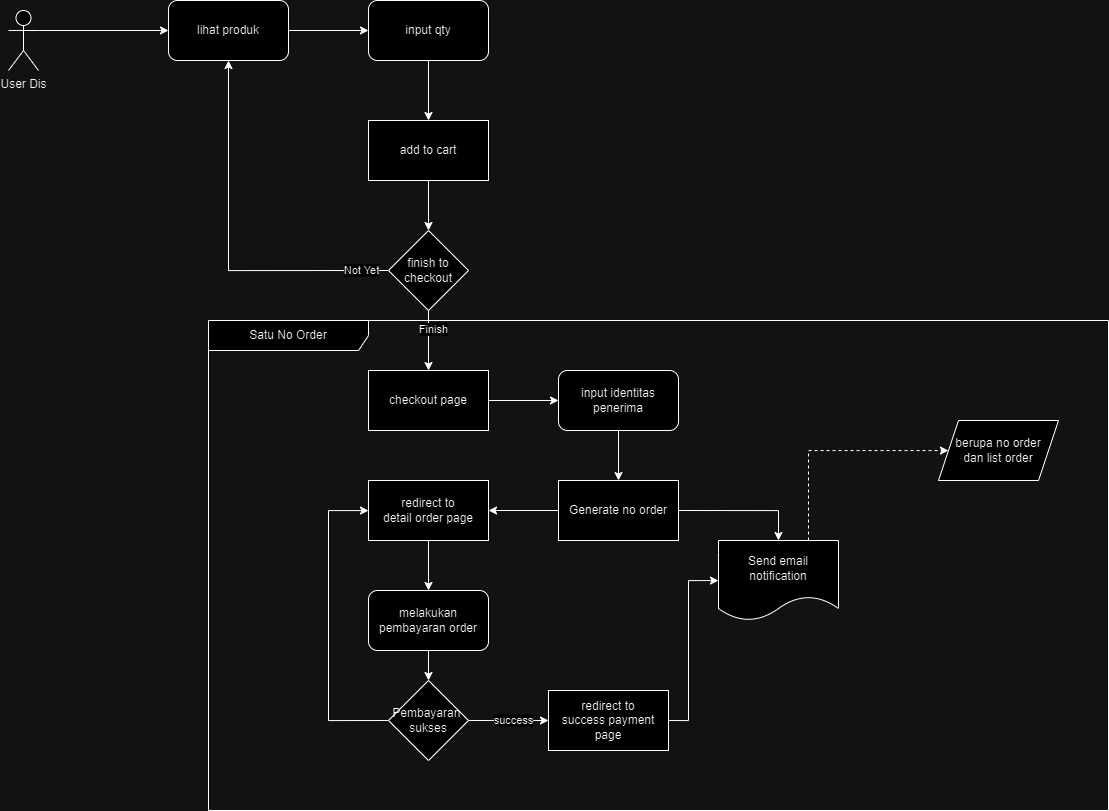 lihat produk
input qty
User Dis
add to cart
finish to
checkout
Not Yet
Finish
Satu No Order
checkout page
input identitas
penerima
berupa no order
dan list order
redirect to
detail order page
Generate no order
Send email
notification
melakukan
pembayaran order
Pembayaran
sukses
success
redirect to
success payment
page